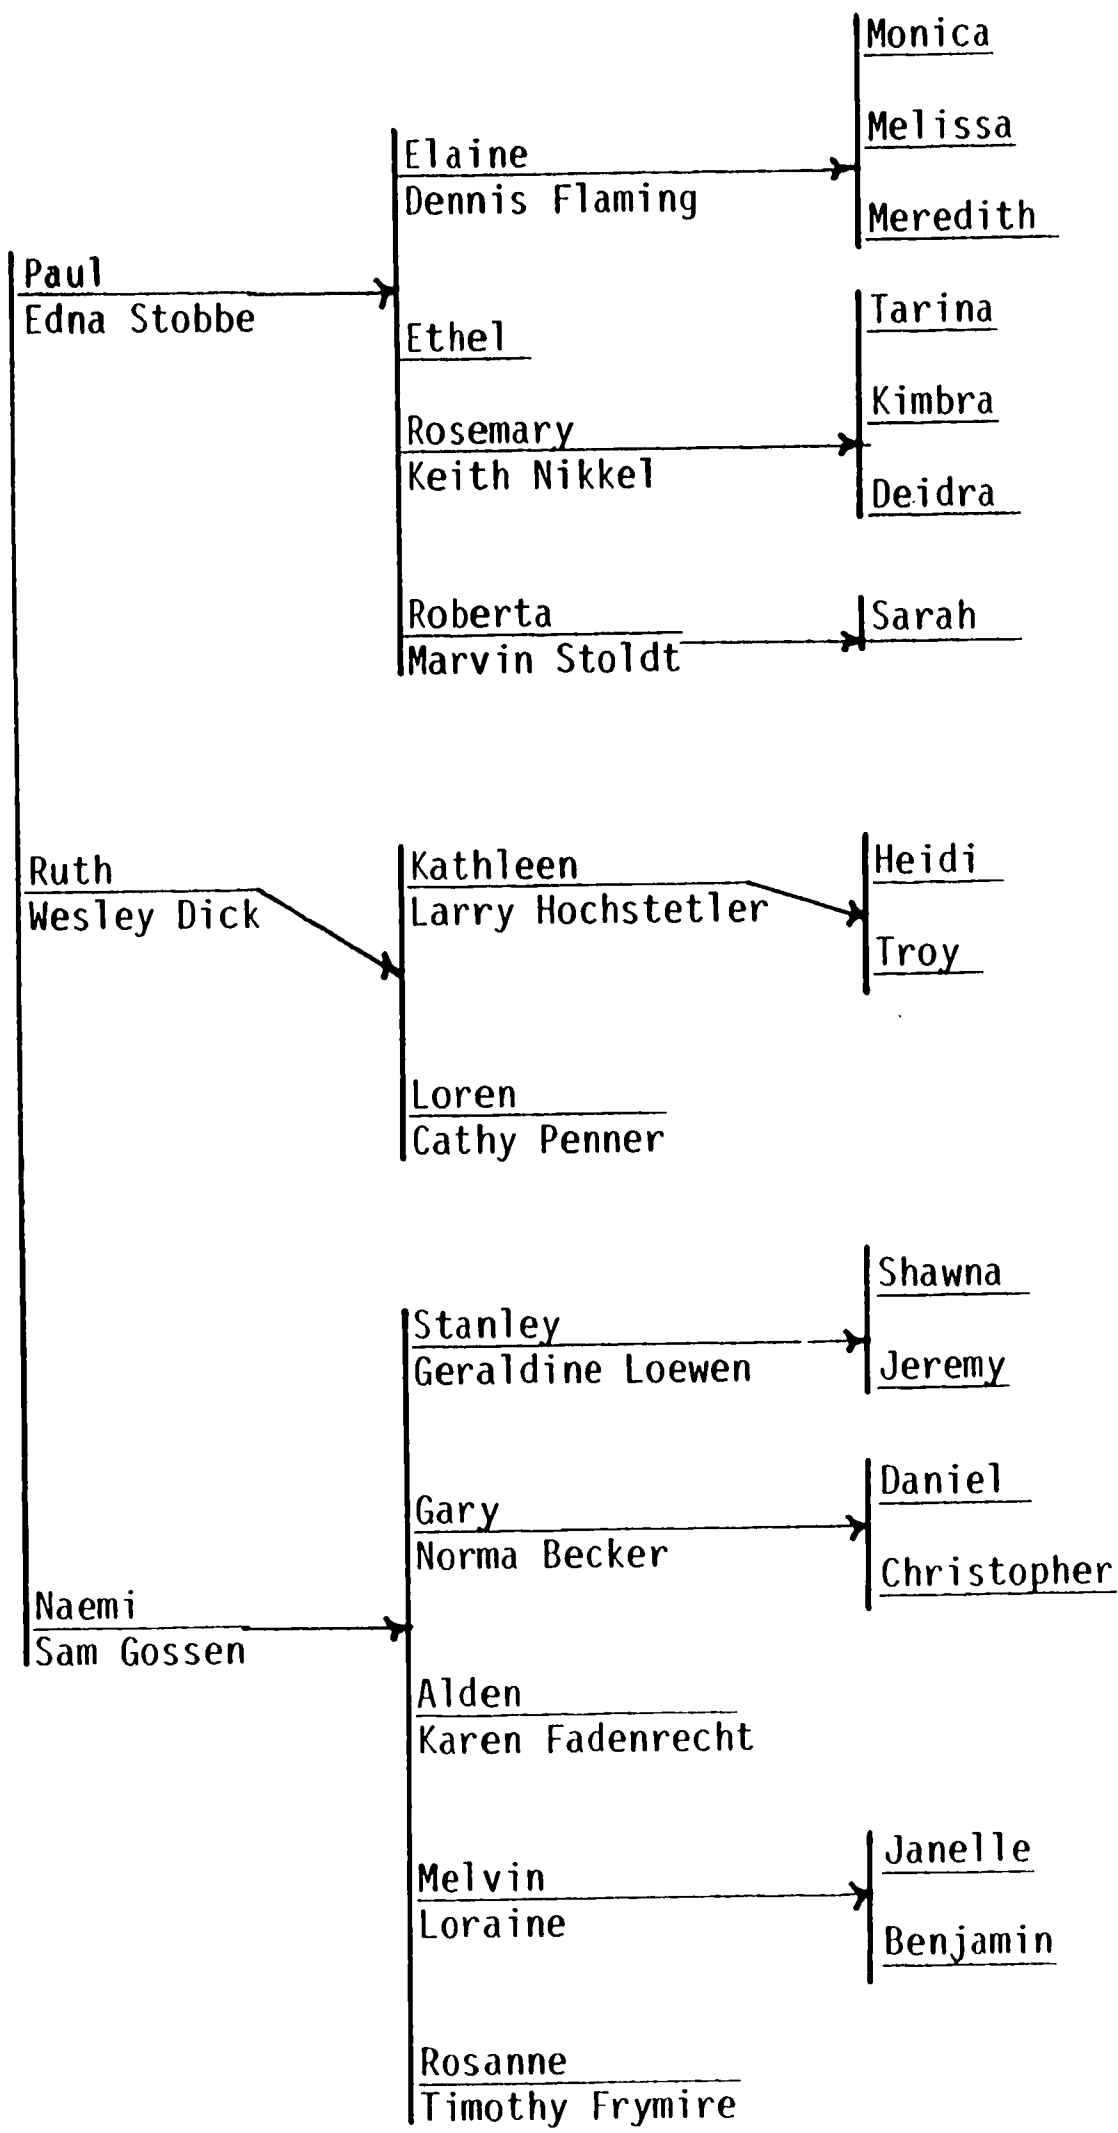 Paul
Edna Stobbe
Elaine
Dennis Flaming
Monica
Melissa
Meredith
Ethel
Rosemary
Keith Nikkel
Tarina
Kimbra
Deidra
Roberta
Marvin Stoldt
Sarah
Ruth
Wesley Dick
Kathleen
Larry Hochstetler
Heidi
Troy
Loren
Cathy Penner
Naemi
Sam Gossen
Stanley
Geraldine Loewen
Shawna
Jeremy
Gary
Norma Becker
Daniel
Christopher
Alden
Karen Fadenrecht
Melvin
Loraine
Janelle
Benjamin
Rosanne
Timothy Frymire